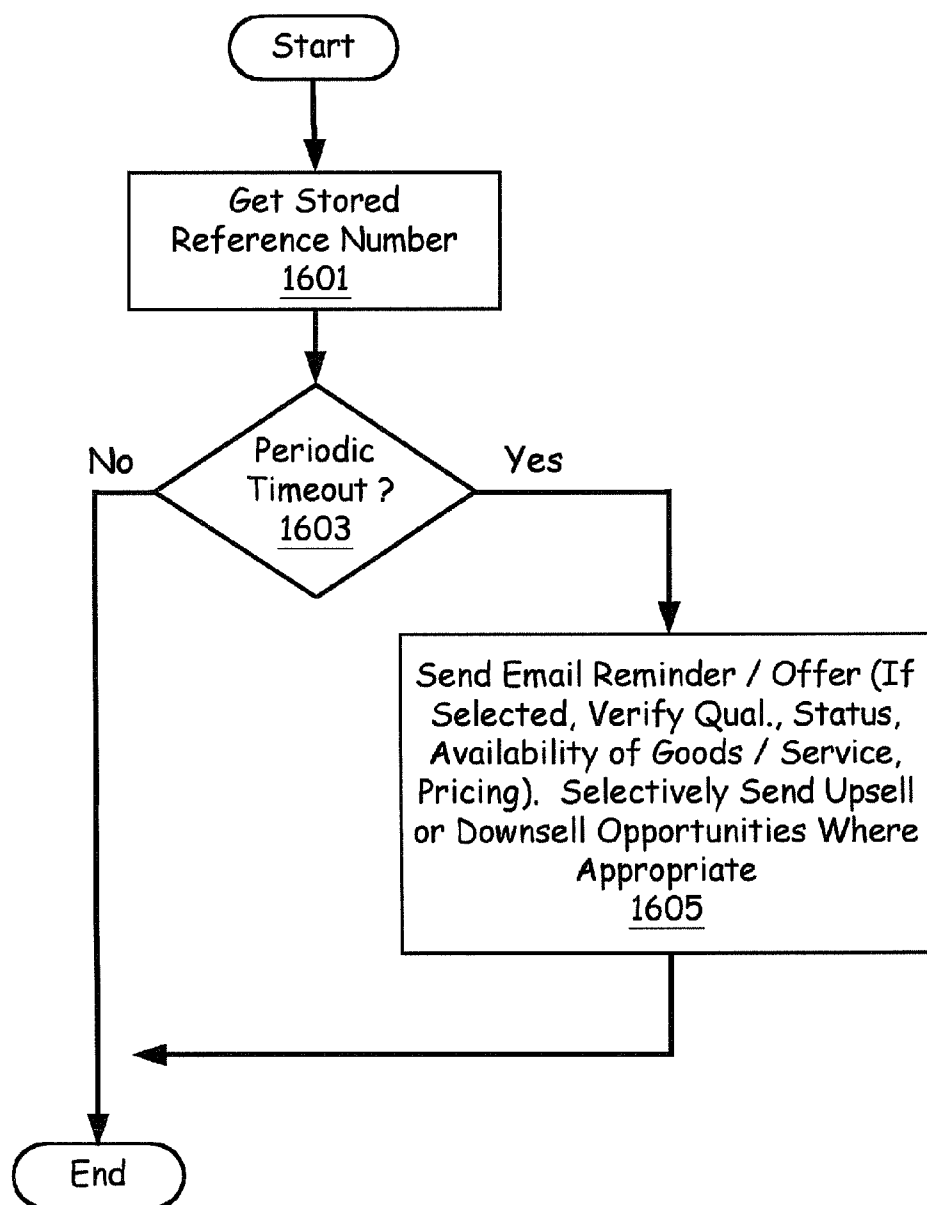 Start
Get Stored
Reference Number
1601
Periodic
Timeout ?
1603
No
Yes
Send Email Reminder / Offer (If
Selected, Verify Qual., Status,
Availability of Goods / Service,
Pricing). Selectively Send Upsell
or Downsell Opportunities Where
Appropriate
1605
End